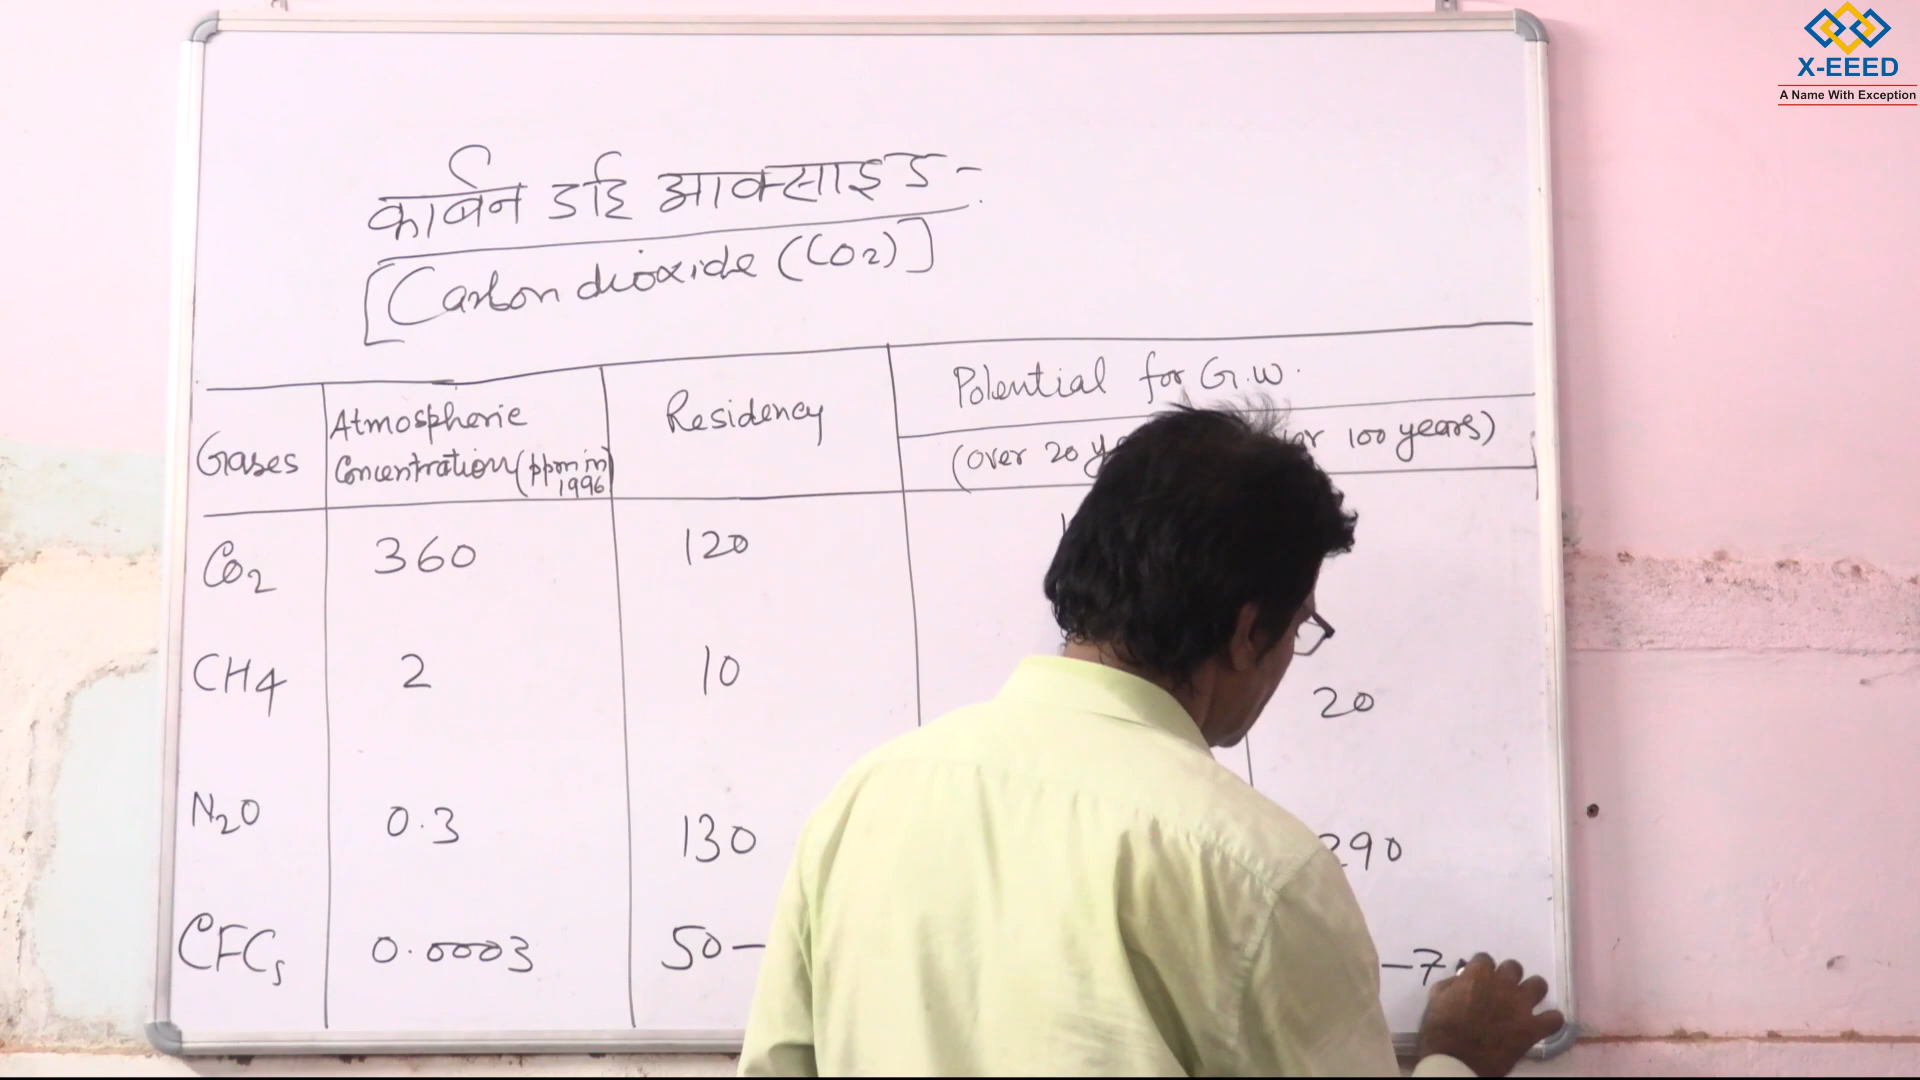 X-EEED
A Name With Exception
कार्बन डाई आक्साइड -
[Carbon dioxide (CO2)]
Gases
Atmospheric
Concentration (ppm in
1996)
Residency
Potential for G.W.
(over 20 100 years)
CO2 360 120
CH4 2 10 20
N2O 0.3 130 290
CFCs 0.0003 50 -